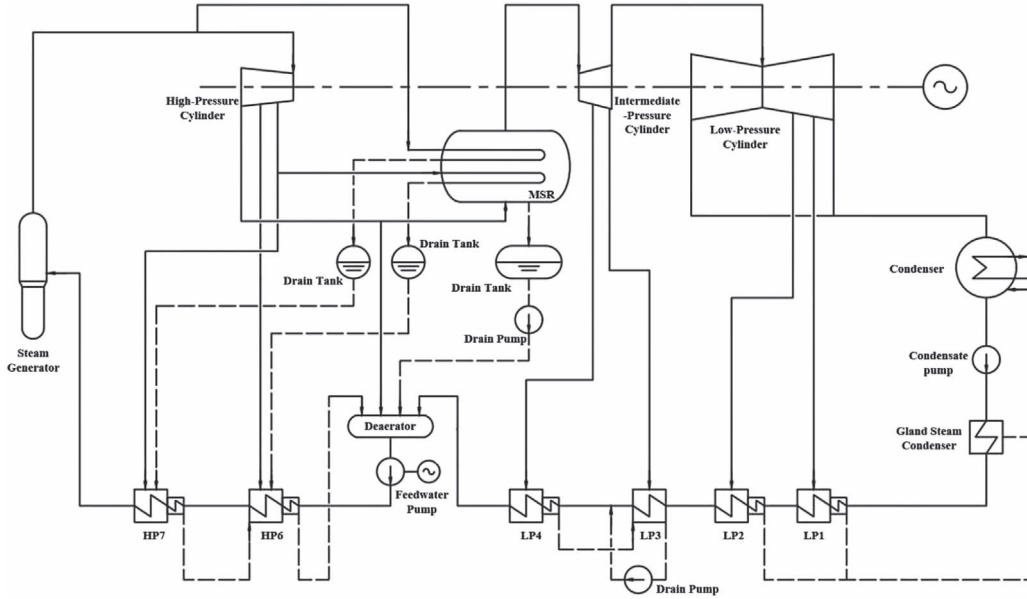 High-Pressure
Cylinder
Intermediate
-Pressure
Cylinder
Low-Pressure
Cylinder
MSR
Drain Tank
Drain Tank
Drain Tank
Condenser
Drain Pump
Steam
Generator
Condensate
pump
Deaerator
Gland Steam
Condenser
Feedwater
Pump
HP7
HP6
LP4
LP3
LP2
LP1
Drain Pump